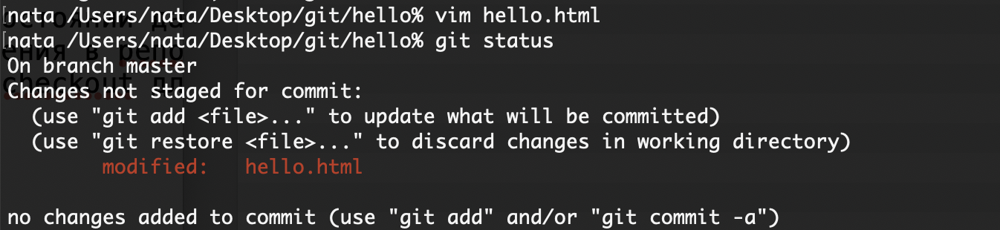 [nata /Users/nata/Desktop/git/hello% vim hello.html
[nata /Users/nata/Desktop/git/hello% git status
On branch master
Changes not staged for commit:
  (use "git add <file>..." to update what will be committed)
  (use "git restore <file>..." to discard changes in working directory)
        modified:   hello.html

no changes added to commit (use "git add" and/or "git commit -a")
checkout